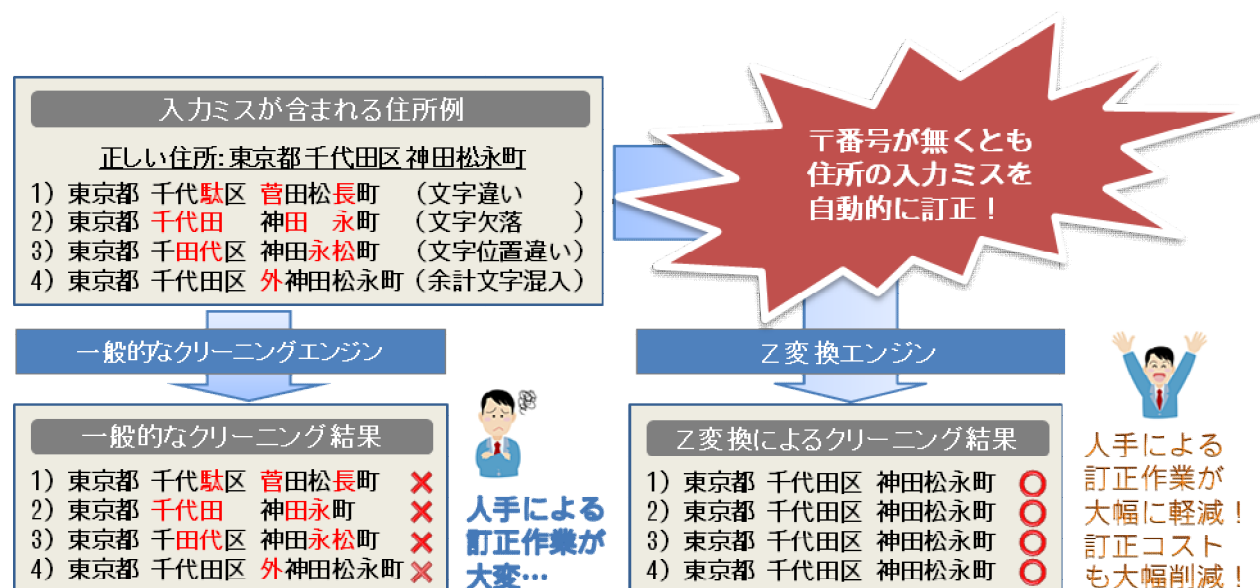 入力ミスが含まれる住所例
正しい住所:東京都千代田区神田松永町
1) 東京都 千代駄区 菅田松長町 (文字違い )
2) 東京都 千代田 神田 永町 (文字欠落 )
3) 東京都 千田代区 神田永松町 (文字位置違い)
4) 東京都 千代田区 外神田松永町 (余計文字混入)
〒番号が無くとも
住所の入力ミスを
自動的に訂正!
一般的なクリーニングエンジン
一般的なクリーニング結果
1) 東京都 千代駄区 菅田松長町 ×
2) 東京都 千代田 神田永町 ×
3) 東京都 千田代区 神田永松町 ×
4) 東京都 千代田区 外神田松永町 ×
人手による
訂正作業が
大変…
Z変換エンジン
Z変換によるクリーニング結果
1) 東京都 千代田区 神田松永町 ○
2) 東京都 千代田区 神田松永町 ○
3) 東京都 千代田区 神田松永町 ○
4) 東京都 千代田区 神田松永町 ○
人手による
訂正作業が
大幅に軽減!
訂正コスト
も大幅削減!